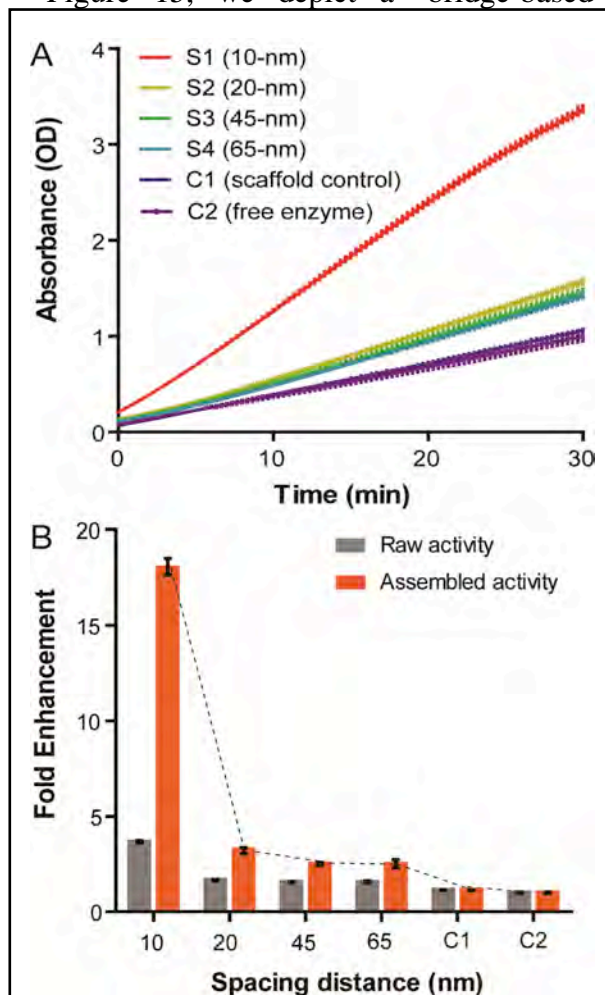 Figure 13, we depict a bridge-based
A
4
3
2
1
0
Absorbance (OD)
S1 (10-nm)
S2 (20-nm)
S3 (45-nm)
S4 (65-nm)
C1 (scaffold control)
C2 (free enzyme)
0 10 20 30
Time (min)
B
20
15
10
5
0
Fold Enhancement
Raw activity
Assembled activity
10 20 45 65 C1 C2
Spacing distance (nm)